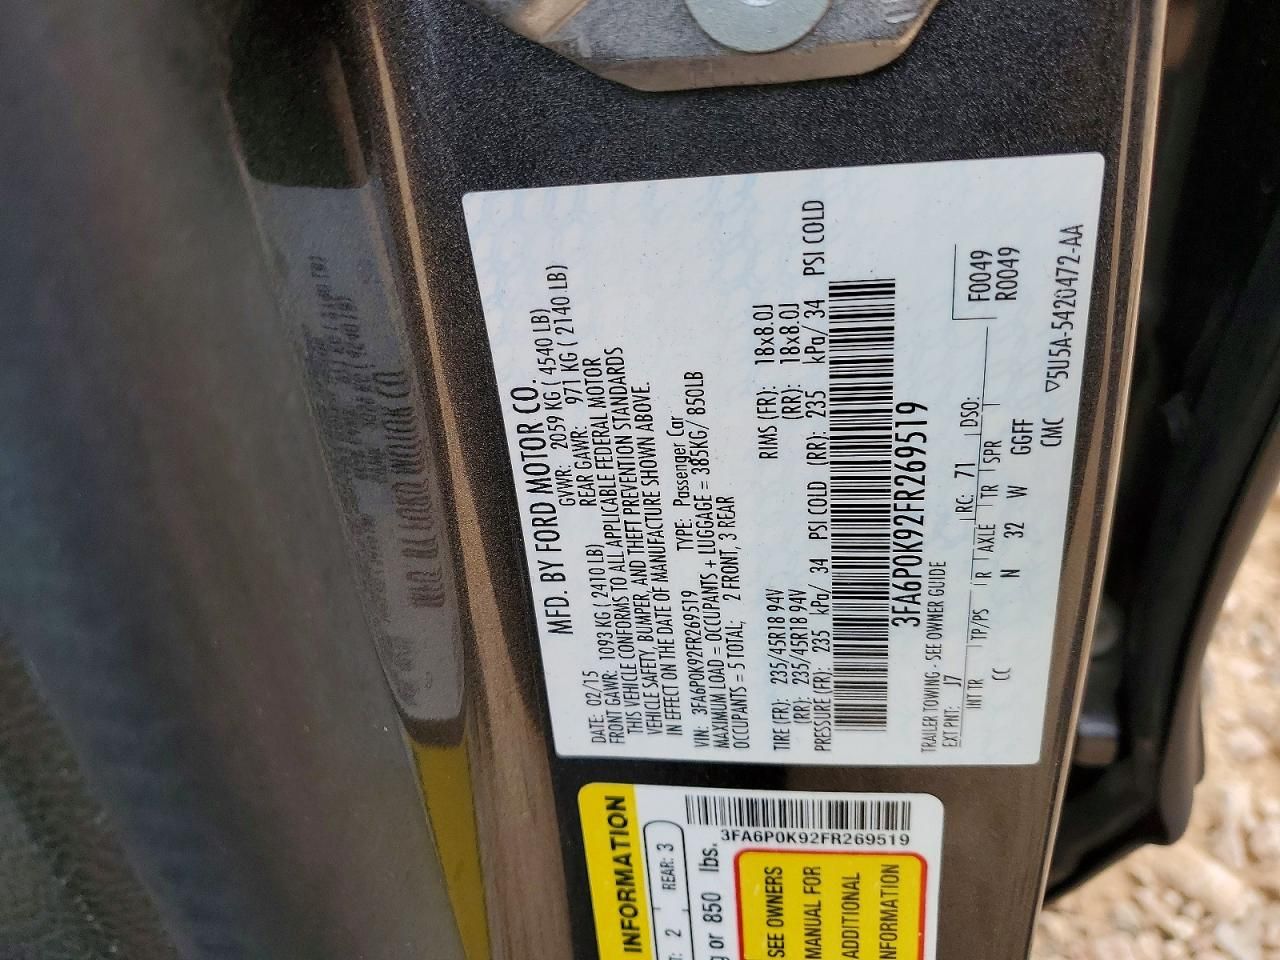 MFD. BY FORD MOTOR CO.
DATE: 02/15 GVWR: 2059 KG ( 4540 LB)
FRONT GAWR: 1093 KG ( 2410 LB) REAR GAWR: 971 KG ( 2140 LB)
THIS VEHICLE CONFORMS TO ALL APPLICABLE FEDERAL MOTOR
VEHICLE SAFETY, BUMPER, AND THEFT PREVENTION STANDARDS
IN EFFECT ON THE DATE OF MANUFACTURE SHOWN ABOVE.
VIN: 3FA6P0K92FR269519 TYPE: Passenger Car
MAXIMUM LOAD = OCCUPANTS + LUGGAGE = 385KG/ 850LB
OCCUPANTS = 5 TOTAL; 2 FRONT, 3 REAR
TIRE (FR): 235/45R18 94V RIMS (FR): 18x8.0J
(RR): 235/45R18 94V (RR): 18x8.0J
PRESSURE (FR): 235 kPa/ 34 PSI COLD (RR): 235 kPa/ 34 PSI COLD
3FA6P0K92FR269519
TRAILER TOWING - SEE OWNER GUIDE F0049
EXT PNT: J7 RC: 71 DSO: R0049
INT TR TP/PS R AXLE TR SPR
CC N 32 W GGFF
CMC ▽5U5A-5420472-AA
INFORMATION
2 REAR: 3
or 850 lbs.
3FA6P0K92FR269519
SEE OWNERS
MANUAL FOR
ADDITIONAL
INFORMATION